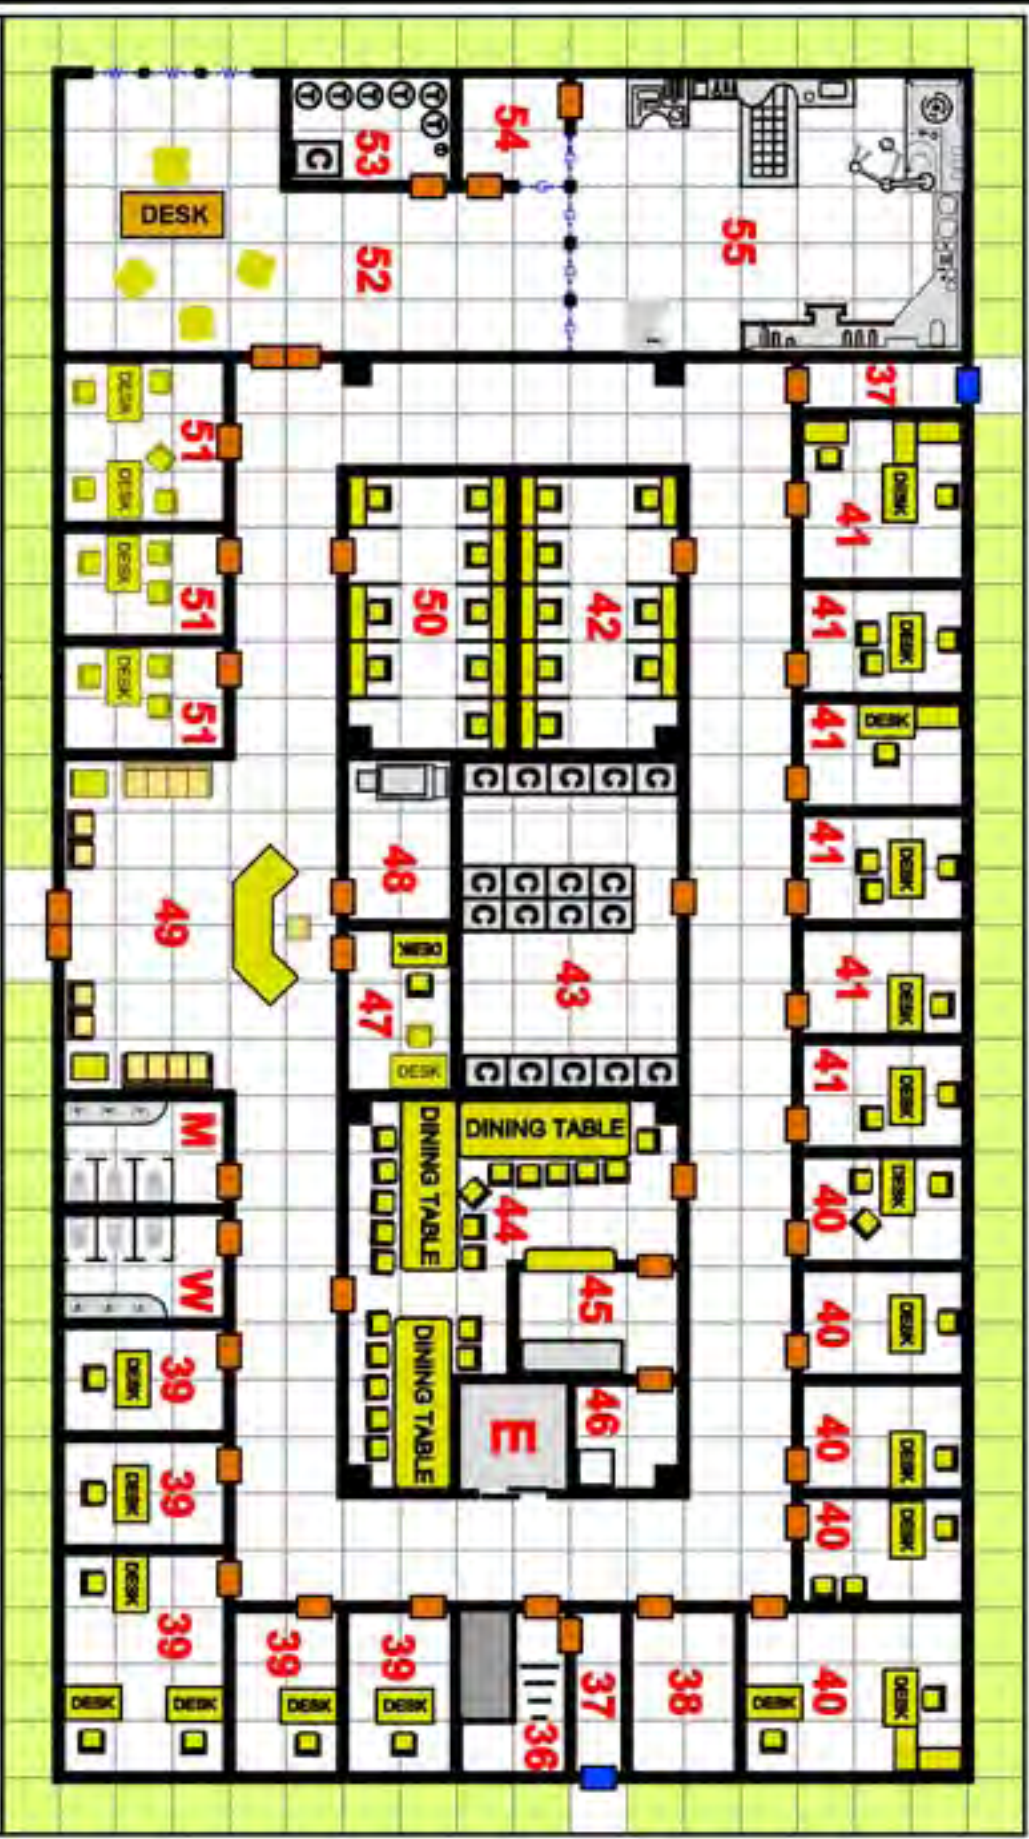 T T T T T
T
53
C
54
55
DESK
52
37
DESK
51
DESK
DESK
41
50
42
DESK
51
DESK
41
DESK
51
DESK
41
C C C C C
48
DESK
41
C C C C
C C C C
49
DESK
47
43
DESK
41
DESK
C C C C C
DESK
41
M
DINING TABLE
DINING TABLE
44
DESK
40
W
45
DESK
40
39
DESK
DINING TABLE
46
E
DESK
40
39
DESK
DESK
40
39
DESK
DESK
DESK
39
DESK
39
DESK
36
37
38
40
DESK
DESK